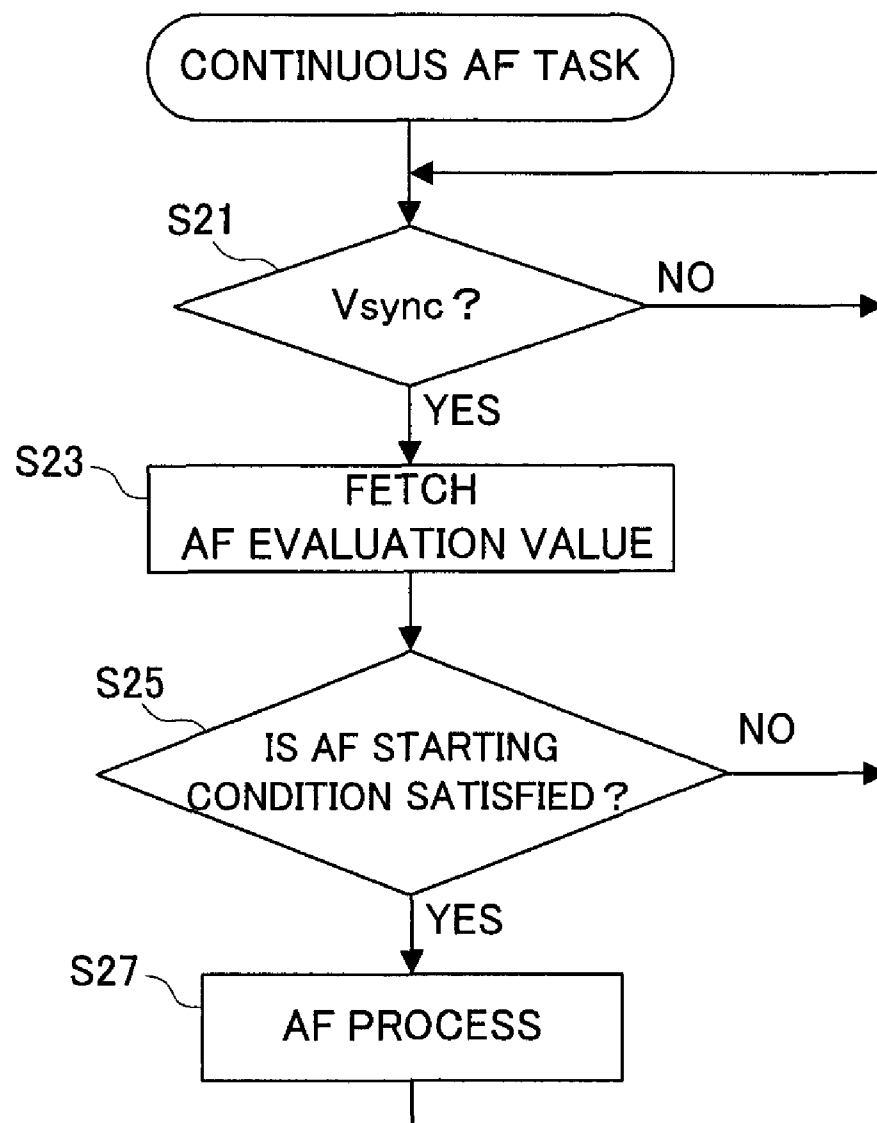 CONTINUOUS AF TASK
S21
Vsync?
NO
YES
S23
FETCH
AF EVALUATION VALUE
S25
IS AF STARTING
CONDITION SATISFIED?
NO
YES
S27
AF PROCESS